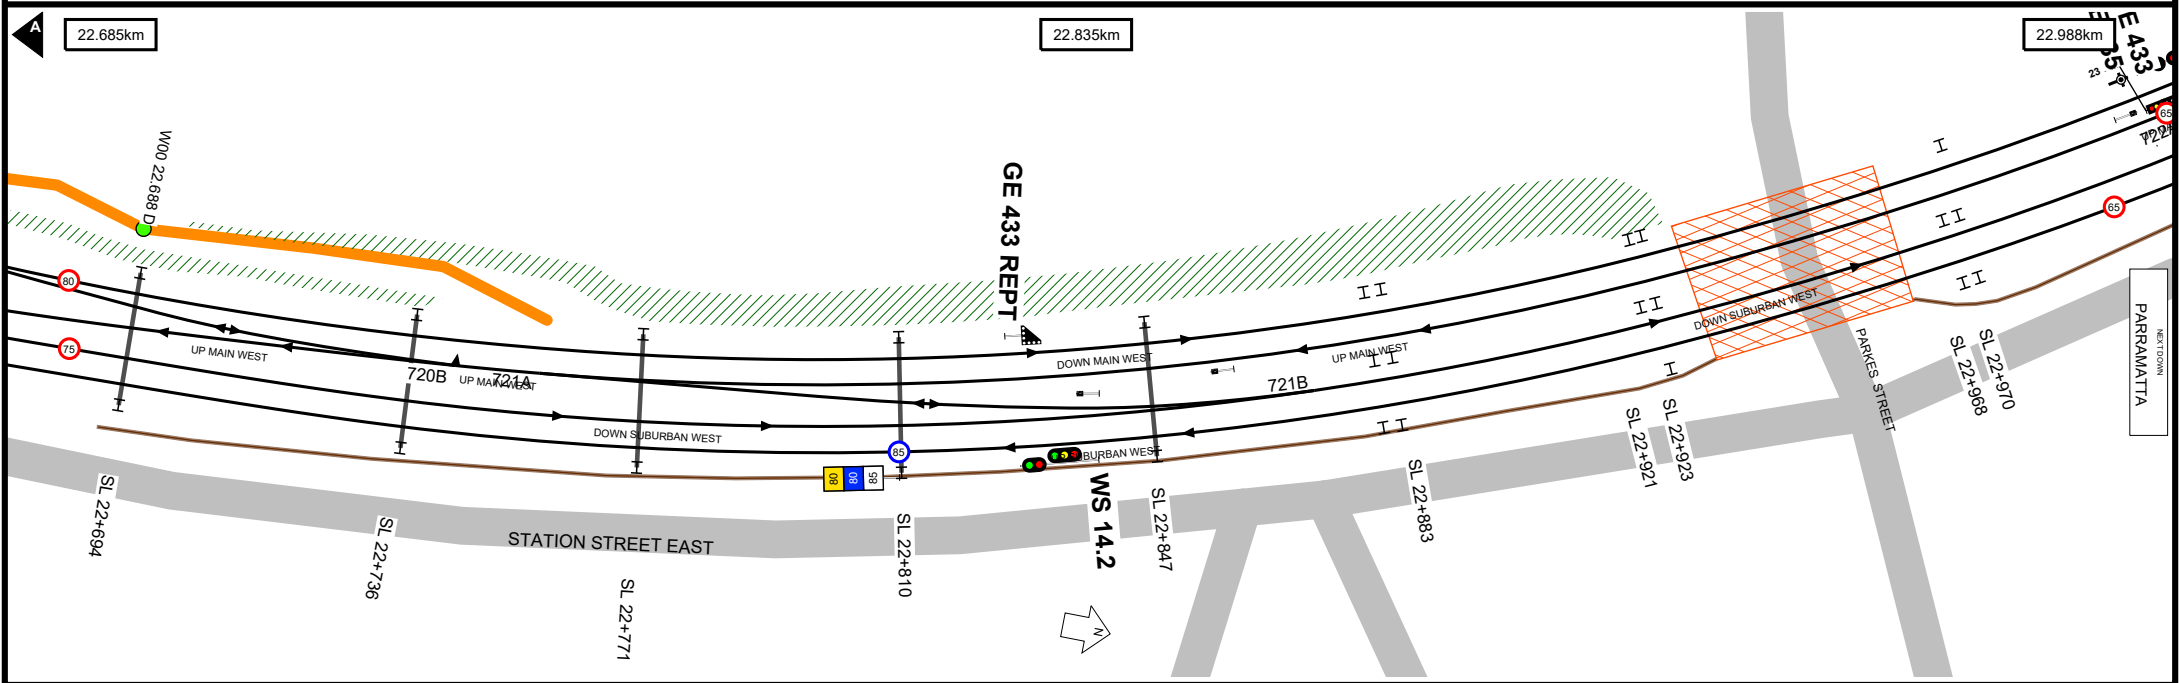 A
22.685km
22.835km
22.988km
E 433
35
23
65
722
W00 22.688 D
GE 433 REPT
80
75
65
UP MAIN WEST
720B
UP MAIN WEST
721A
DOWN MAIN WEST
UP MAIN WEST
721B
DOWN SUBURBAN WEST
DOWN SUBURBAN WEST
85
80
80
85
BURBAN WEST
WS 14.2
PARKES STREET
NEXT DOWN
PARRAMATTA
STATION STREET EAST
SL 22+694
SL 22+736
SL 22+771
SL 22+810
SL 22+847
SL 22+883
SL 22+921
SL 22+923
SL 22+968
SL 22+970
N